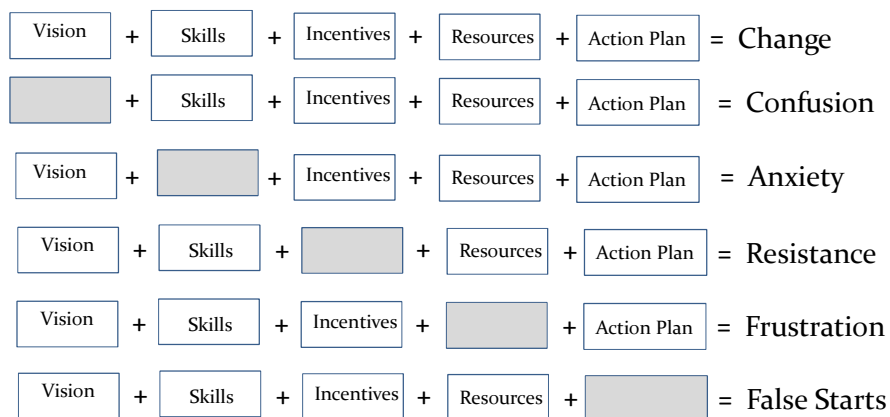 Vision + Skills + Incentives + Resources + Action Plan = Change
+ Skills + Incentives + Resources + Action Plan = Confusion
Vision + + Incentives + Resources + Action Plan = Anxiety
Vision + Skills + + Resources + Action Plan = Resistance
Vision + Skills + Incentives + + Action Plan = Frustration
Vision + Skills + Incentives + Resources + = False Starts